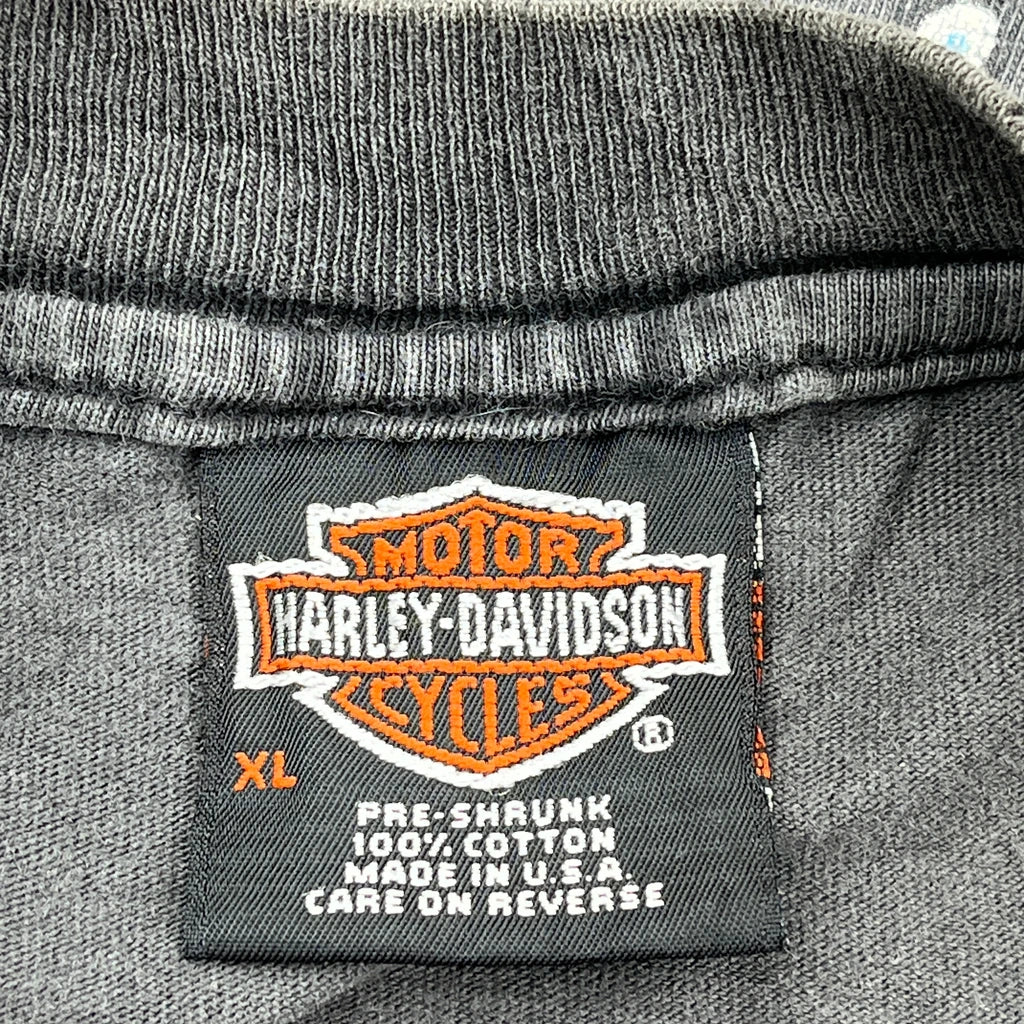 MOTOR
HARLEY-DAVIDSON
CYCLES
®
XL
PRE-SHRUNK
100% COTTON
MADE IN U.S.A.
CARE ON REVERSE